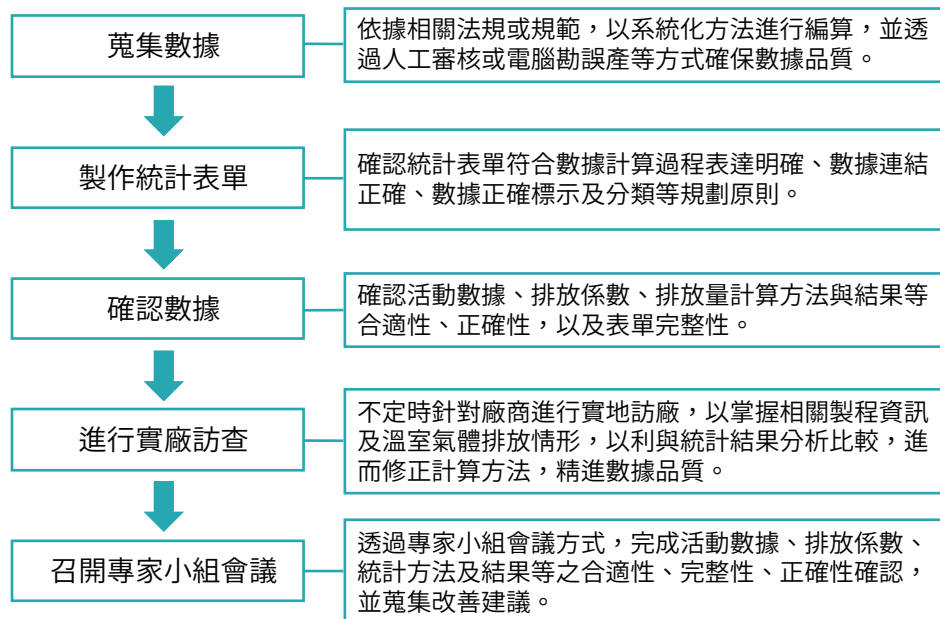 蒐集數據
依據相關法規或規範，以系統化方法進行編算，並透
過人工審核或電腦勘誤產等方式確保數據品質。
製作統計表單
確認統計表單符合數據計算過程表達明確、數據連結
正確、數據正確標示及分類等規劃原則。
確認數據
確認活動數據、排放係數、排放量計算方法與結果等
合適性、正確性，以及表單完整性。
進行實廠訪查
不定時針對廠商進行實地訪廠，以掌握相關製程資訊
及溫室氣體排放情形，以利與統計結果分析比較，進
而修正計算方法，精進數據品質。
召開專家小組會議
透過專家小組會議方式，完成活動數據、排放係數、
統計方法及結果等之合適性、完整性、正確性確認，
並蒐集改善建議。